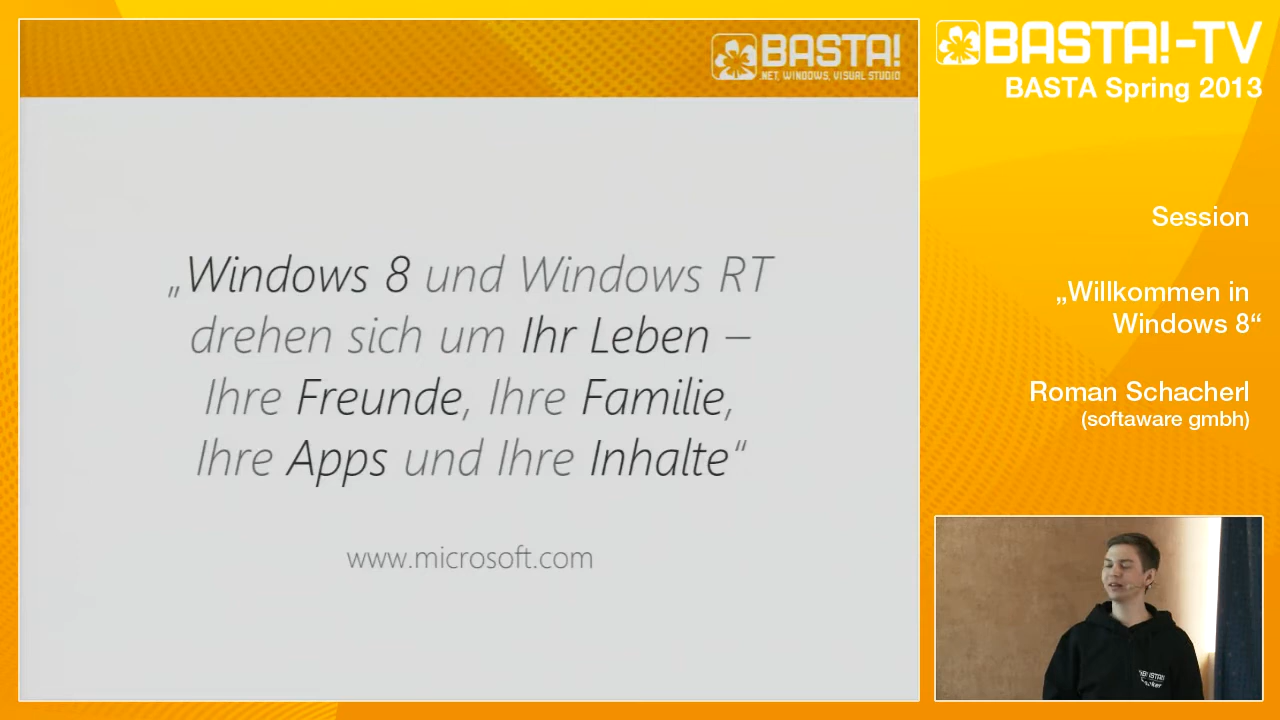 BASTA!
.NET, WINDOWS, VISUAL STUDIO
„Windows 8 und Windows RT
drehen sich um Ihr Leben –
Ihre Freunde, Ihre Familie,
Ihre Apps und Ihre Inhalte“
www.microsoft.com
BASTA!-TV
BASTA Spring 2013
Session
„Willkommen in
Windows 8“
Roman Schacherl
(softaware gmbh)